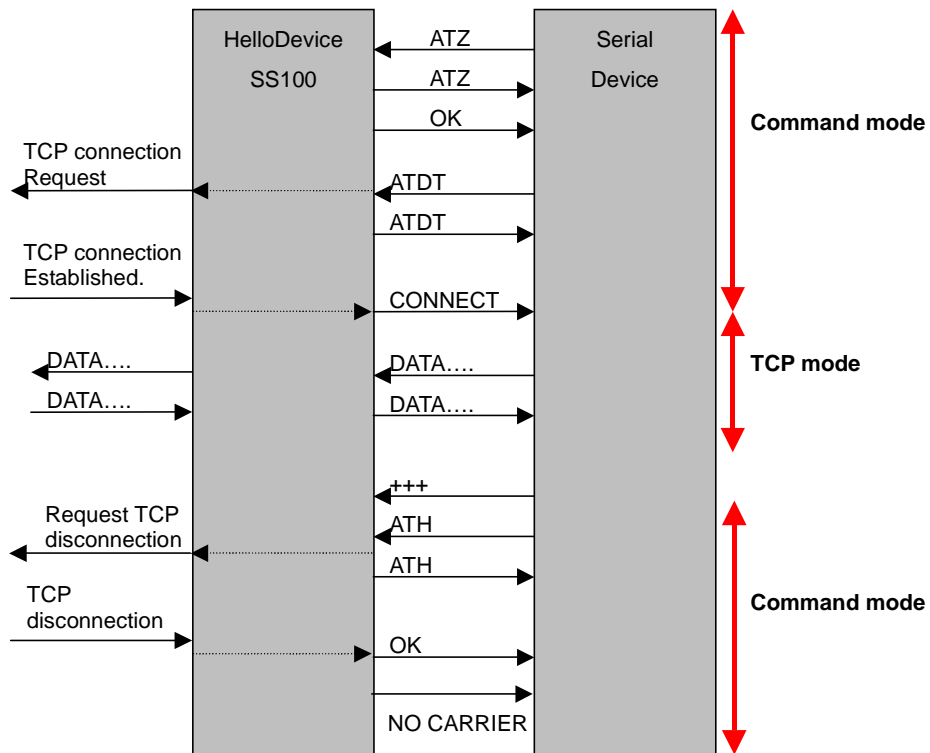 HelloDevice
SS100
Serial
Device
ATZ
ATZ
OK
Command mode
TCP connection
Request
ATDT
ATDT
TCP connection
Established.
CONNECT
DATA….
DATA….
TCP mode
DATA….
DATA….
+++
Request TCP
disconnection
ATH
ATH
TCP
disconnection
Command mode
OK
NO CARRIER